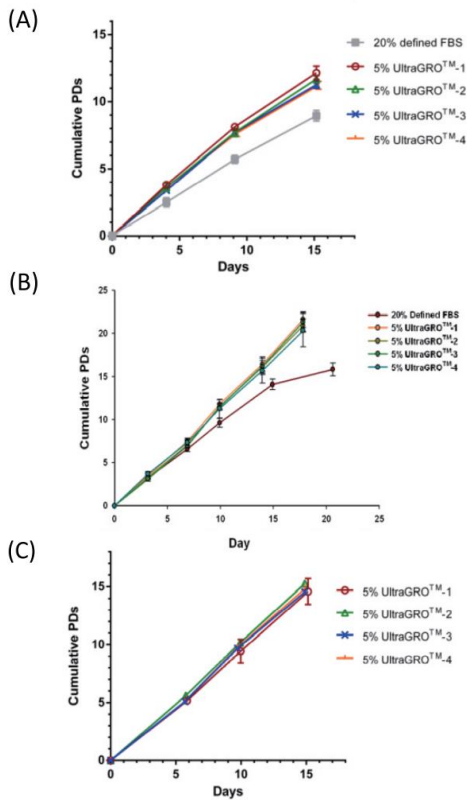 (A)
20% defined FBS
5% UltraGRO™-1
5% UltraGRO™-2
5% UltraGRO™-3
5% UltraGRO™-4
Cumulative PDs
15
10
5
0
0 5 10 15
Days
(B)
20% Defined FBS
5% UltraGRO™-1
5% UltraGRO™-2
5% UltraGRO™-3
5% UltraGRO™-4
Cumulative PDs
25
20
15
10
5
0
0 5 10 15 20 25
Day
(C)
5% UltraGRO™-1
5% UltraGRO™-2
5% UltraGRO™-3
5% UltraGRO™-4
Cumulative PDs
15
10
5
0
0 5 10 15
Days